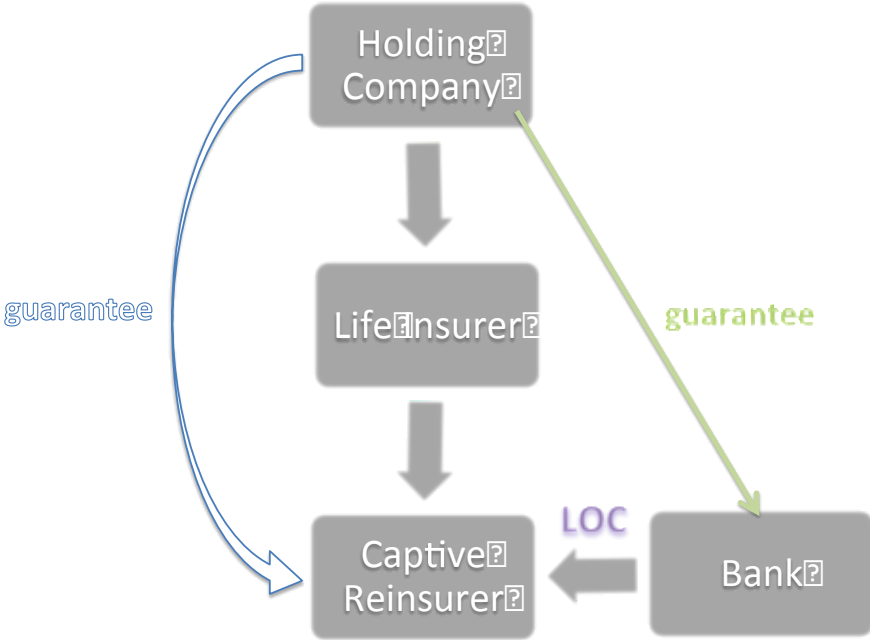 Holding
Company
guarantee
Life Insurer
guarantee
LOC
Captive
Reinsurer
Bank